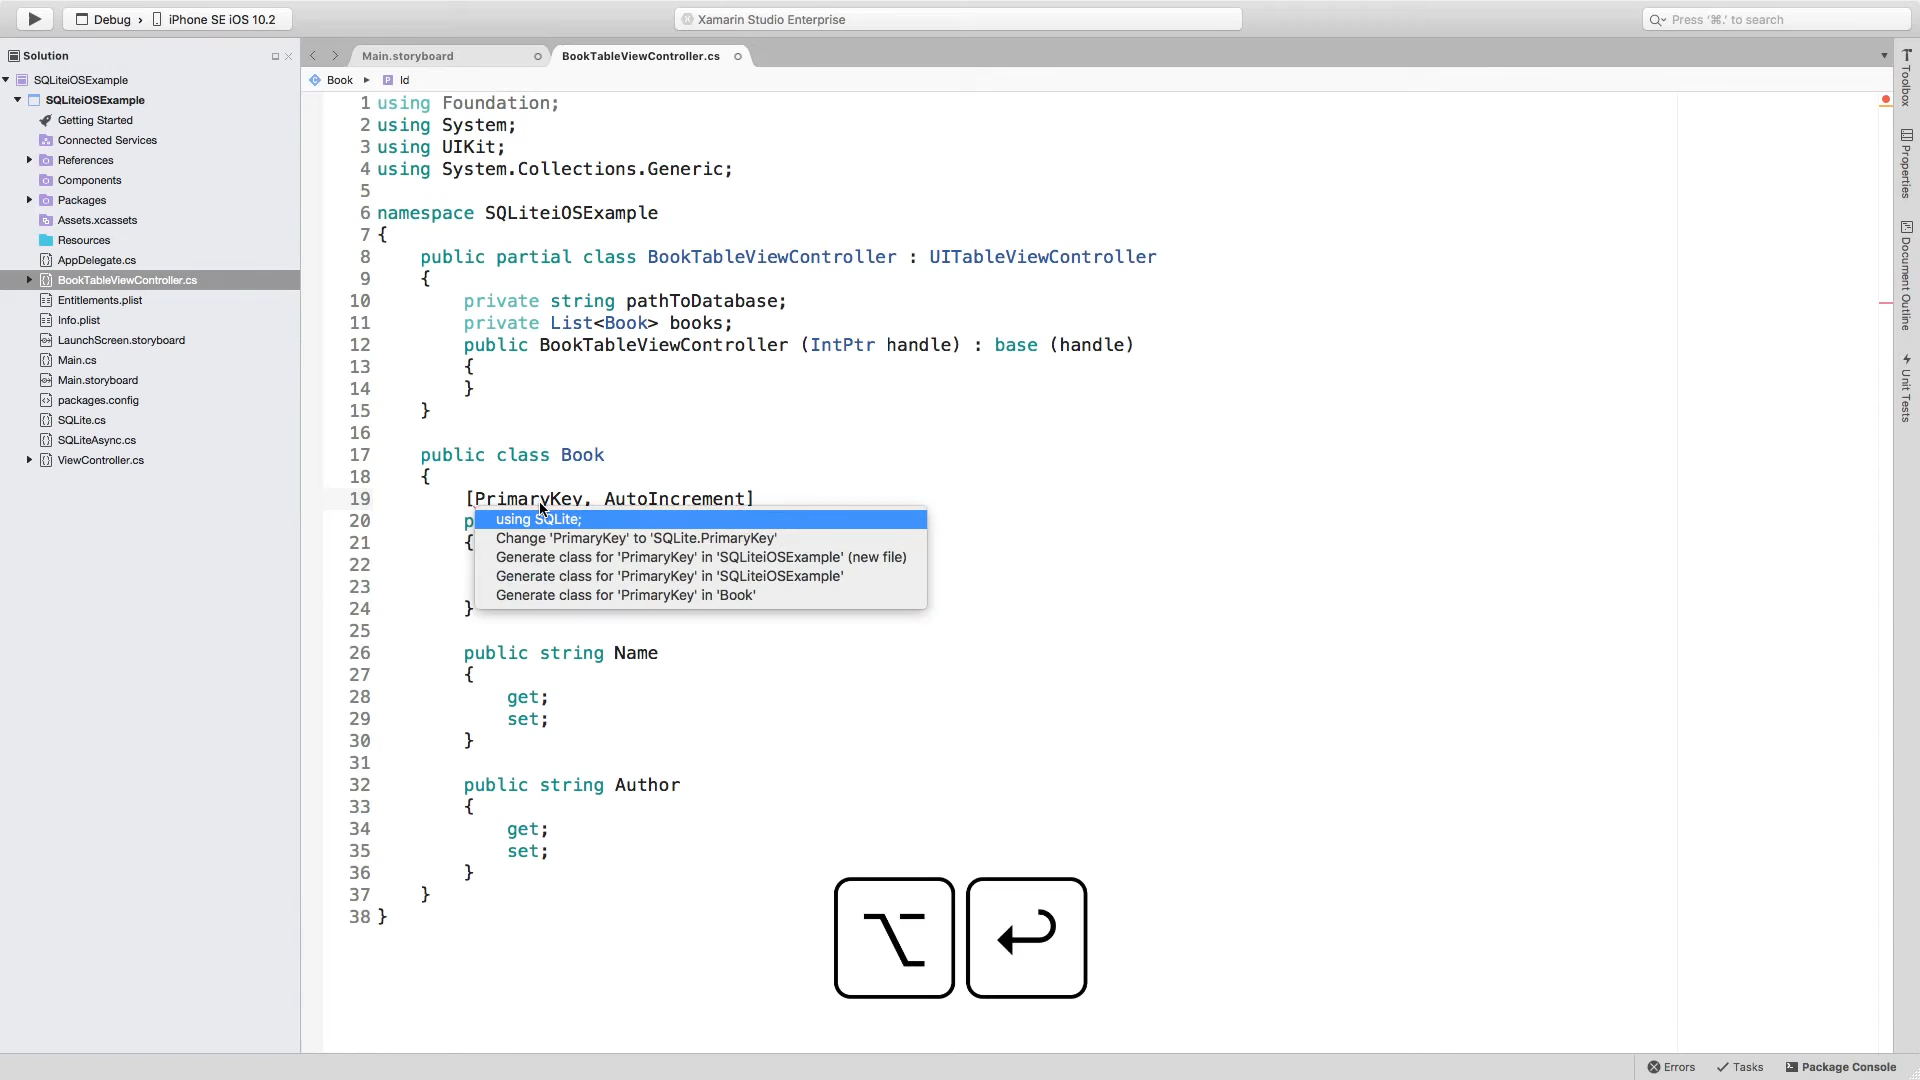 Debug › iPhone SE iOS 10.2
Xamarin Studio Enterprise
Press '⌘.' to search
Solution
SQLiteiOSExample
SQLiteiOSExample
Getting Started
Connected Services
References
Components
Packages
Assets.xcassets
Resources
AppDelegate.cs
BookTableViewController.cs
Entitlements.plist
Info.plist
LaunchScreen.storyboard
Main.cs
Main.storyboard
packages.config
SQLite.cs
SQLiteAsync.cs
ViewController.cs
Main.storyboard
BookTableViewController.cs
Book ▸ Id
1 using Foundation;
2 using System;
3 using UIKit;
4 using System.Collections.Generic;
5
6 namespace SQLiteiOSExample
7 {
8 public partial class BookTableViewController : UITableViewController
9 {
10 private string pathToDatabase;
11 private List<Book> books;
12 public BookTableViewController (IntPtr handle) : base (handle)
13 {
14 }
15 }
16
17 public class Book
18 {
19 [PrimaryKey, AutoIncrement]
20 p
21 {
22
23
24 }
25
26 public string Name
27 {
28 get;
29 set;
30 }
31
32 public string Author
33 {
34 get;
35 set;
36 }
37 }
38 }
using SQLite;
Change 'PrimaryKey' to 'SQLite.PrimaryKey'
Generate class for 'PrimaryKey' in 'SQLiteiOSExample' (new file)
Generate class for 'PrimaryKey' in 'SQLiteiOSExample'
Generate class for 'PrimaryKey' in 'Book'
Toolbox
Properties
Document Outline
Unit Tests
Errors
Tasks
Package Console